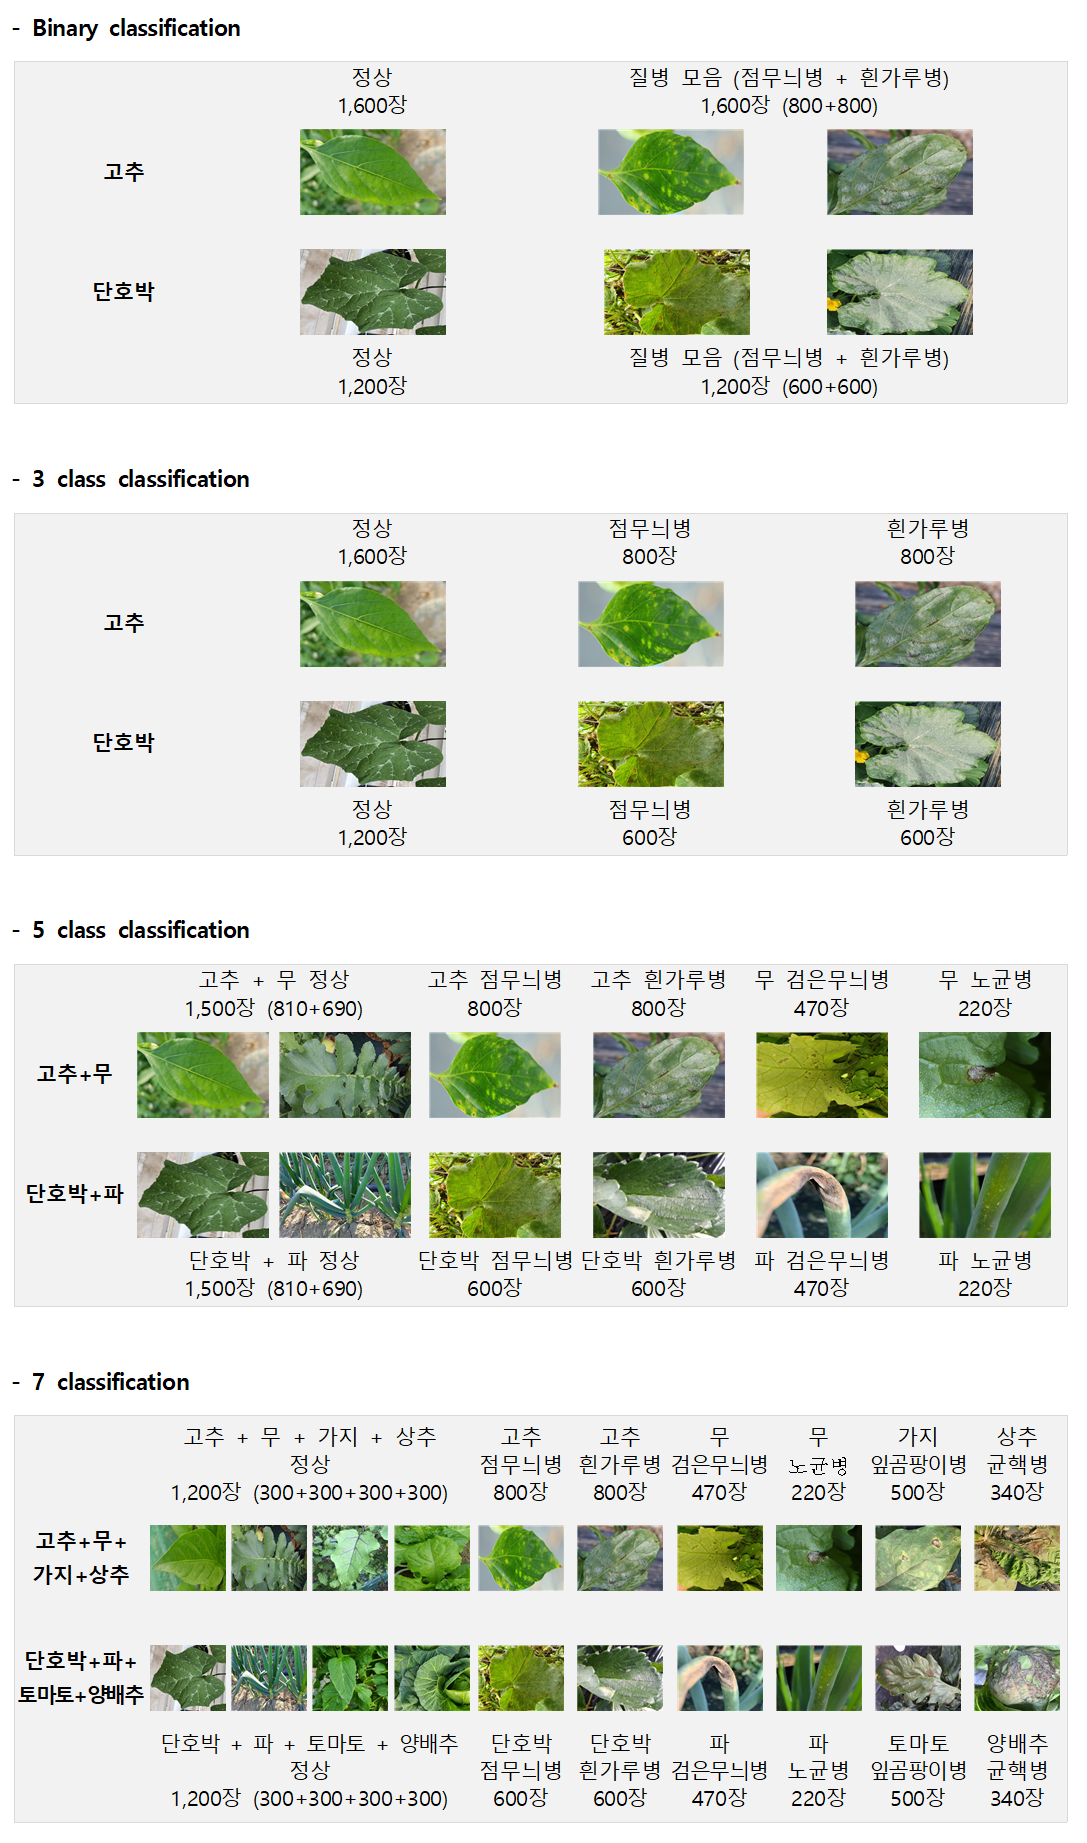 - Binary classification
정상
1,600장
질병 모음 (점무늬병 + 흰가루병)
1,600장 (800+800)
고추
단호박
정상
1,200장
질병 모음 (점무늬병 + 흰가루병)
1,200장 (600+600)
- 3 class classification
정상
1,600장
점무늬병
800장
흰가루병
800장
고추
단호박
정상
1,200장
점무늬병
600장
흰가루병
600장
- 5 class classification
고추 + 무 정상
1,500장 (810+690)
고추 점무늬병
800장
고추 흰가루병
800장
무 검은무늬병
470장
무 노균병
220장
고추+무
단호박+파
단호박 + 파 정상
1,500장 (810+690)
단호박 점무늬병
600장
단호박 흰가루병
600장
파 검은무늬병
470장
파 노균병
220장
- 7 classification
고추 + 무 + 가지 + 상추
정상
1,200장 (300+300+300+300)
고추
점무늬병
800장
고추
흰가루병
800장
무
검은무늬병
470장
무
노균병
220장
가지
잎곰팡이병
500장
상추
균핵병
340장
고추+무+
가지+상추
단호박+파+
토마토+양배추
단호박 + 파 + 토마토 + 양배추
정상
1,200장 (300+300+300+300)
단호박
점무늬병
600장
단호박
흰가루병
600장
파
검은무늬병
470장
파
노균병
220장
토마토
잎곰팡이병
500장
양배추
균핵병
340장